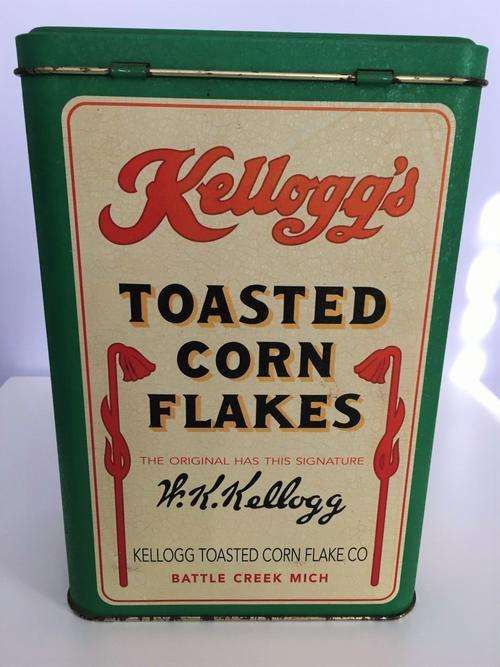 Kellogg's
TOASTED
CORN
FLAKES
THE ORIGINAL HAS THIS SIGNATURE
W.K.Kellogg
KELLOGG TOASTED CORN FLAKE CO
BATTLE CREEK MICH